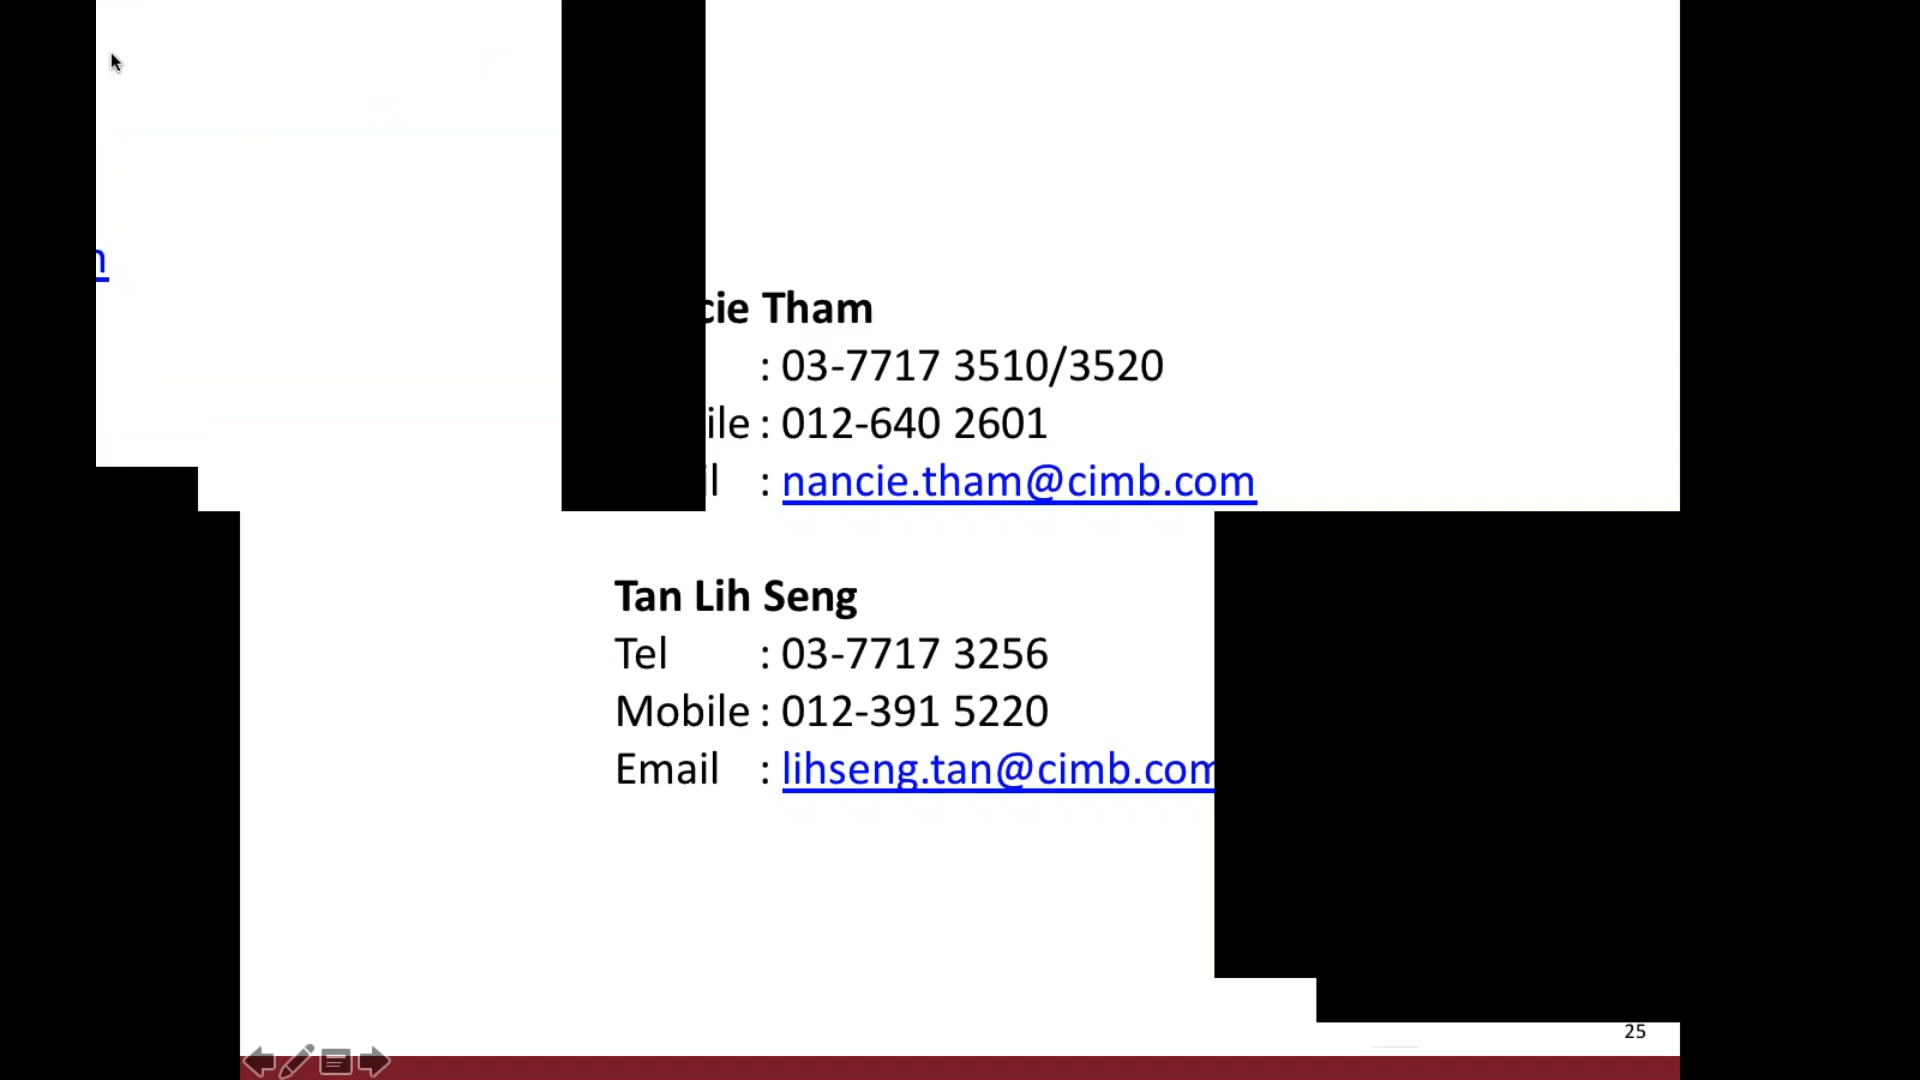 cie Tham
: 03-7717 3510/3520
ile : 012-640 2601
l : nancie.tham@cimb.com
Tan Lih Seng
Tel : 03-7717 3256
Mobile : 012-391 5220
Email : lihseng.tan@cimb.com
25